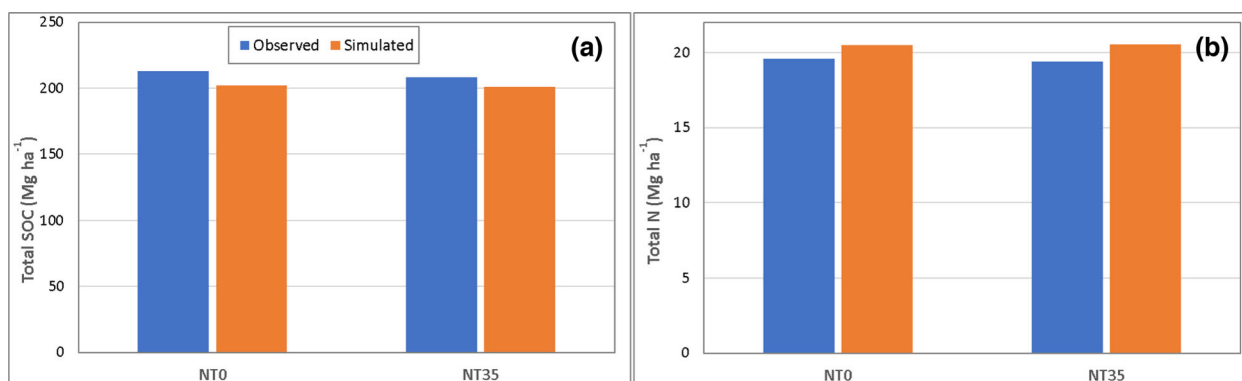 250
200
150
100
50
0
Total SOC (Mg ha⁻¹)
Observed Simulated
(a)
NT0 NT35
20
15
10
5
0
Total N (Mg ha⁻¹)
(b)
NT0 NT35